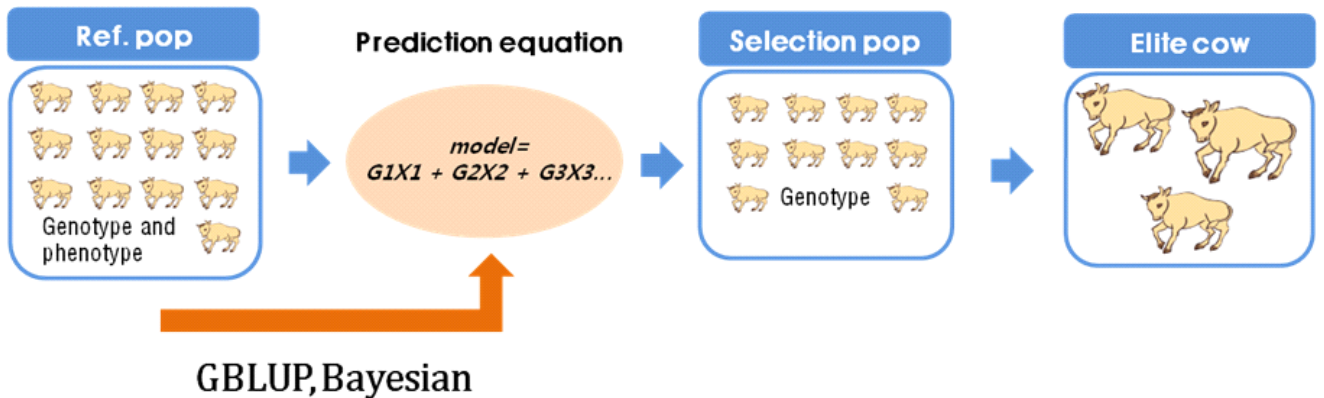 Ref. pop
Genotype and
phenotype
Prediction equation
model=
G1X1 + G2X2 + G3X3...
Selection pop
Genotype
Elite cow
GBLUP, Bayesian